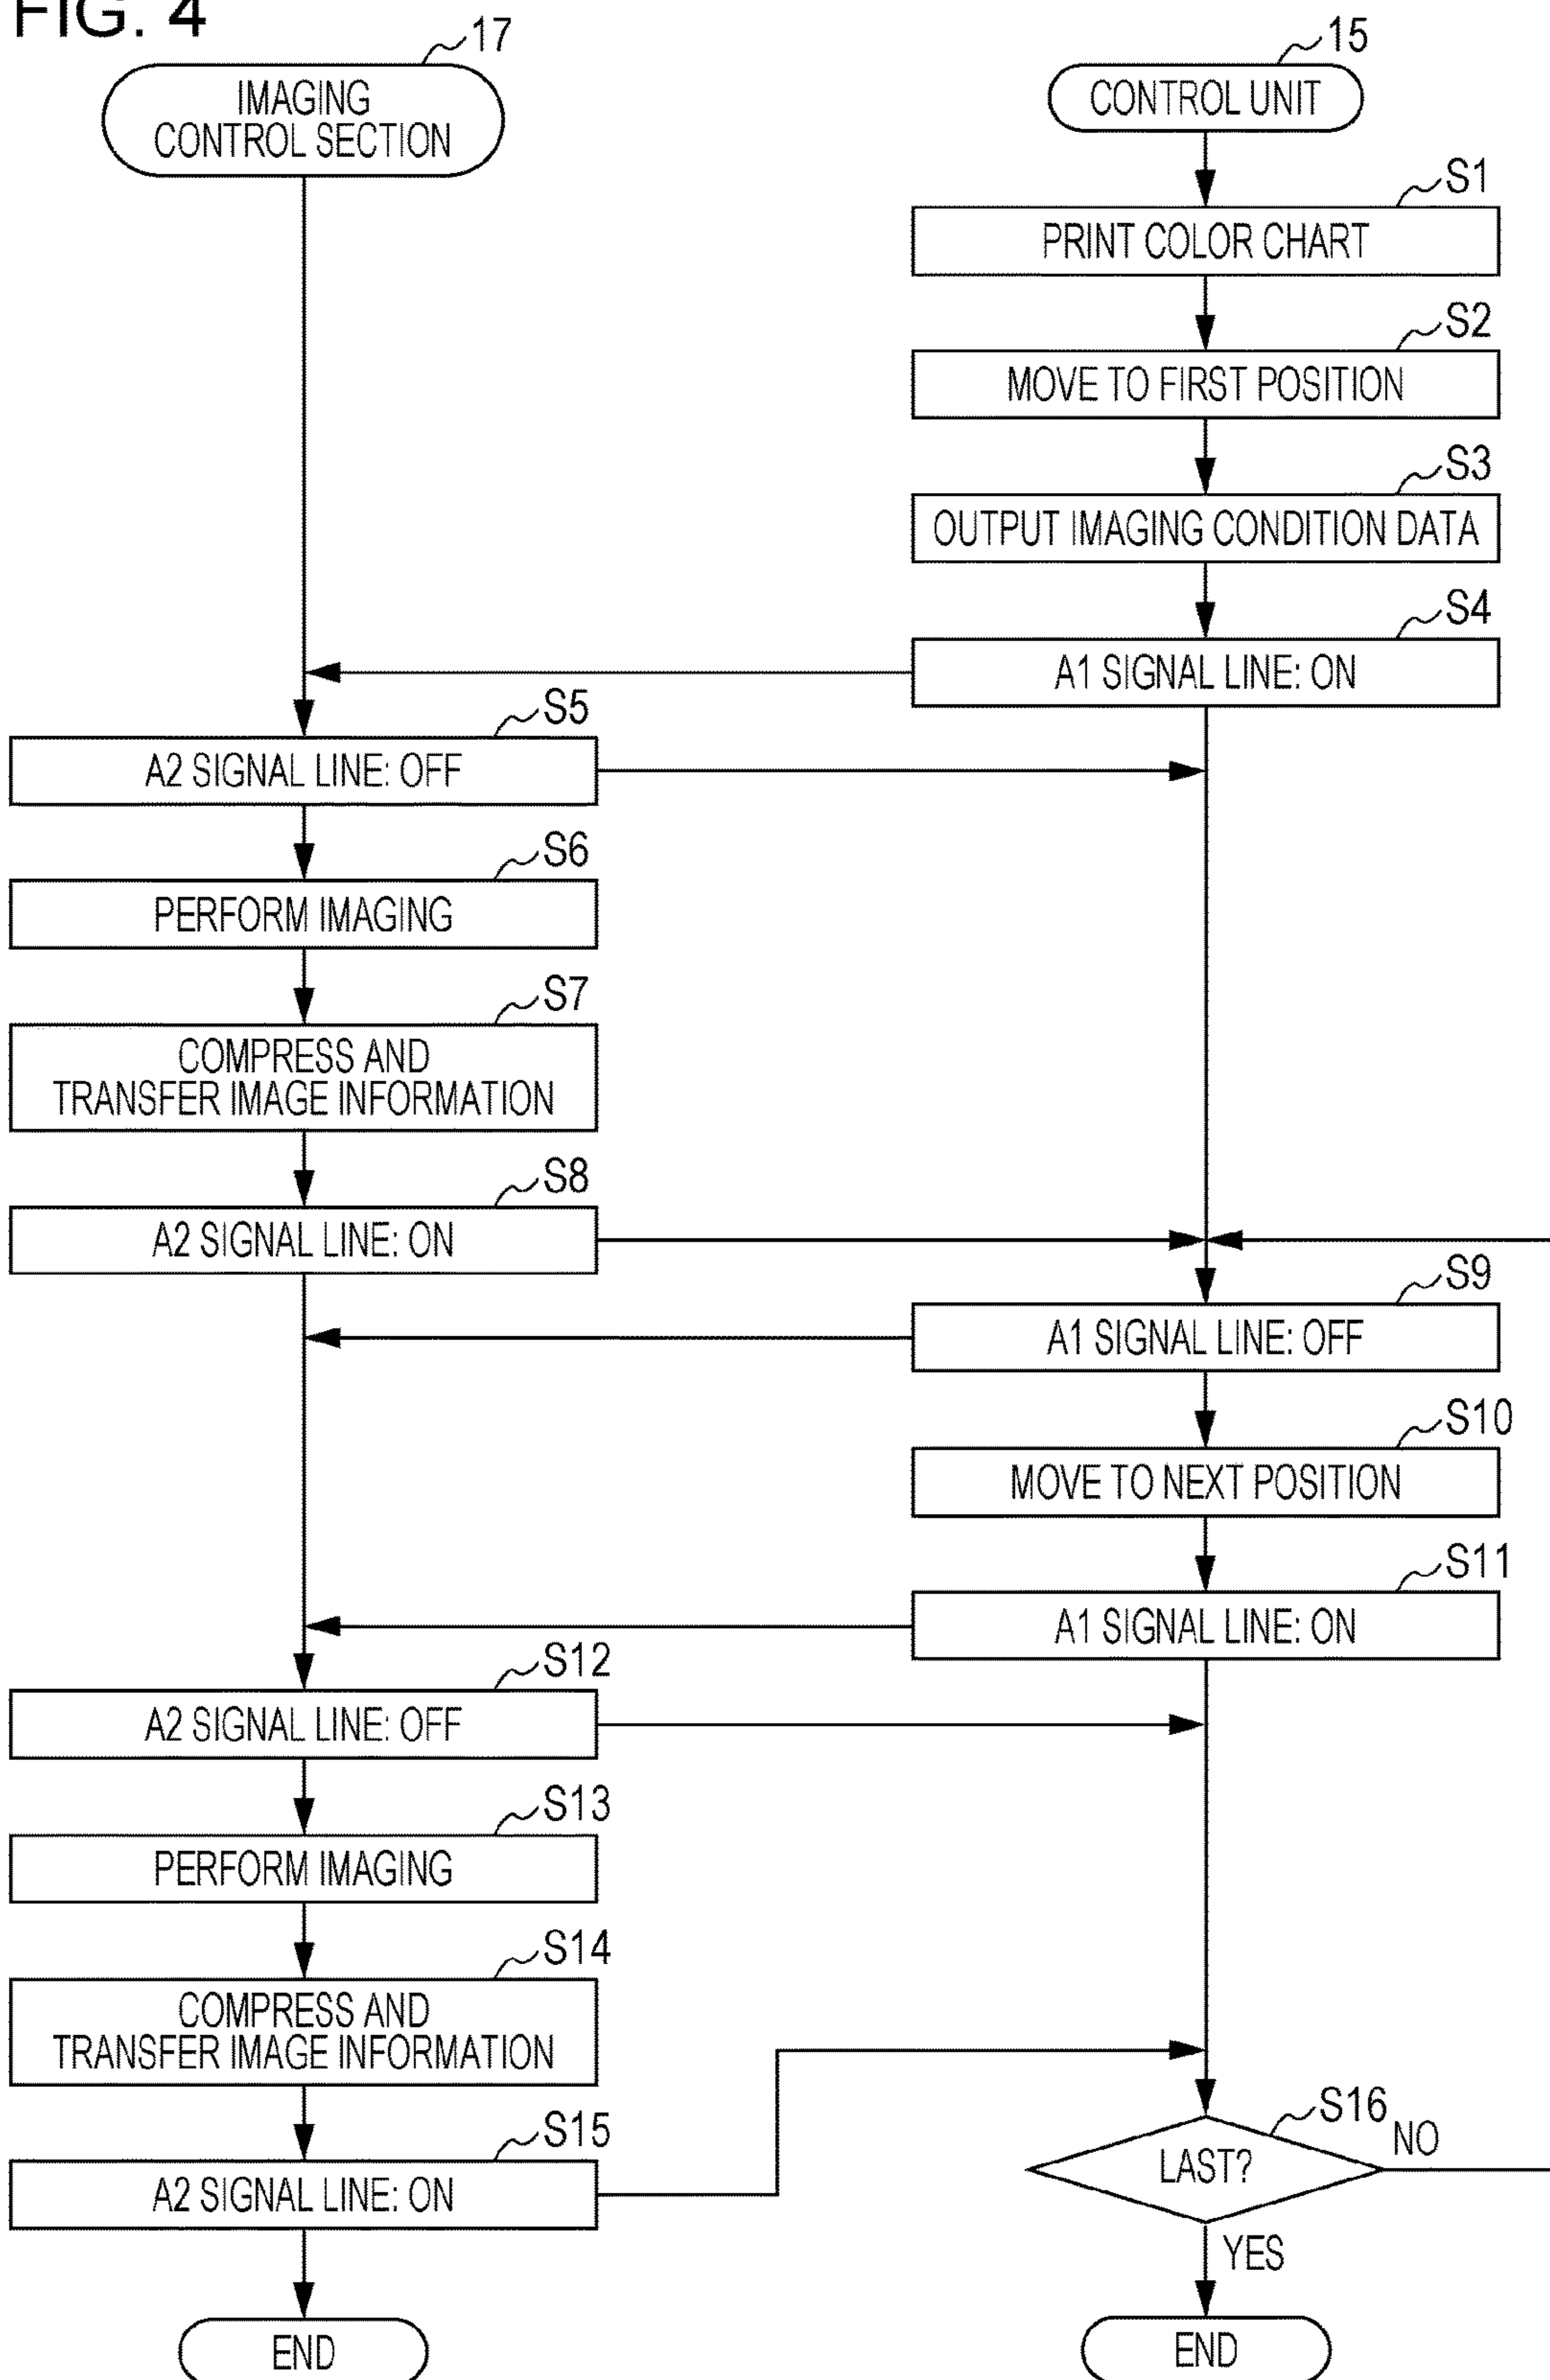 FIG. 4
17
IMAGING
CONTROL SECTION
15
CONTROL UNIT
S1
PRINT COLOR CHART
S2
MOVE TO FIRST POSITION
S3
OUTPUT IMAGING CONDITION DATA
S4
A1 SIGNAL LINE: ON
S5
A2 SIGNAL LINE: OFF
S6
PERFORM IMAGING
S7
COMPRESS AND
TRANSFER IMAGE INFORMATION
S8
A2 SIGNAL LINE: ON
S9
A1 SIGNAL LINE: OFF
S10
MOVE TO NEXT POSITION
S11
A1 SIGNAL LINE: ON
S12
A2 SIGNAL LINE: OFF
S13
PERFORM IMAGING
S14
COMPRESS AND
TRANSFER IMAGE INFORMATION
S15
A2 SIGNAL LINE: ON
S16
LAST?
NO
YES
END
END